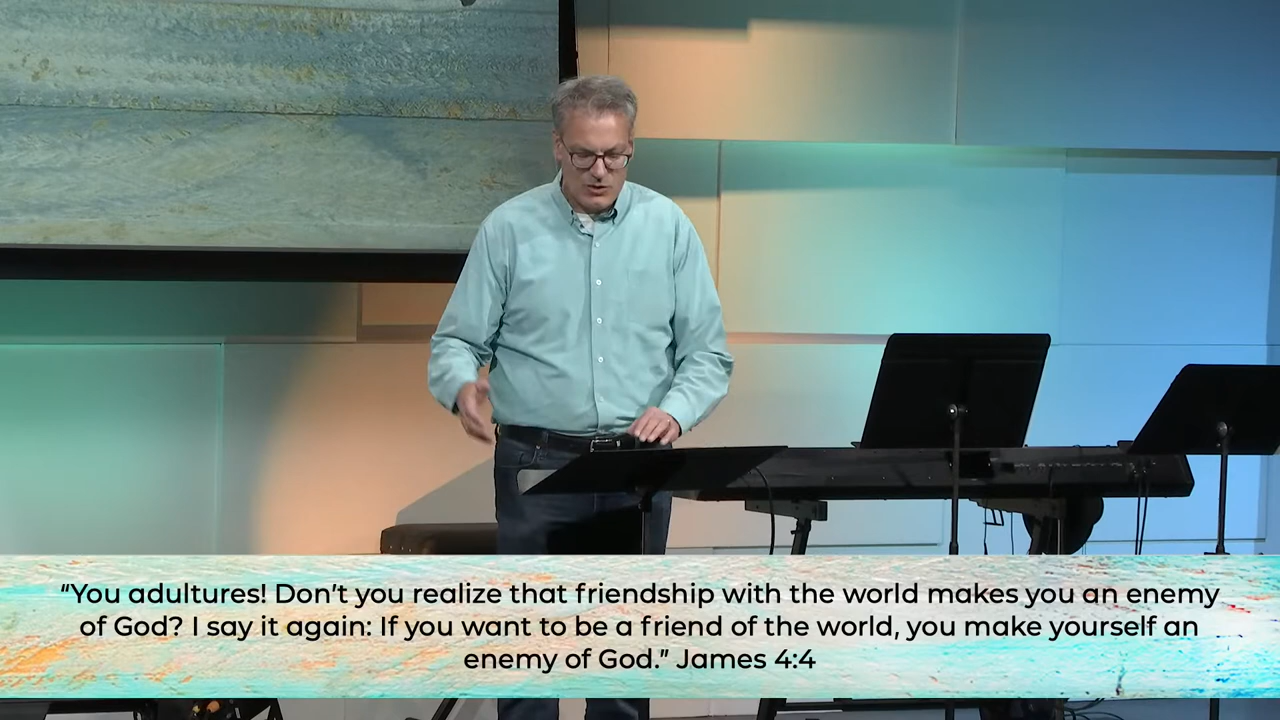 “You adultures! Don’t you realize that friendship with the world makes you an enemy
of God? I say it again: If you want to be a friend of the world, you make yourself an
enemy of God.” James 4:4